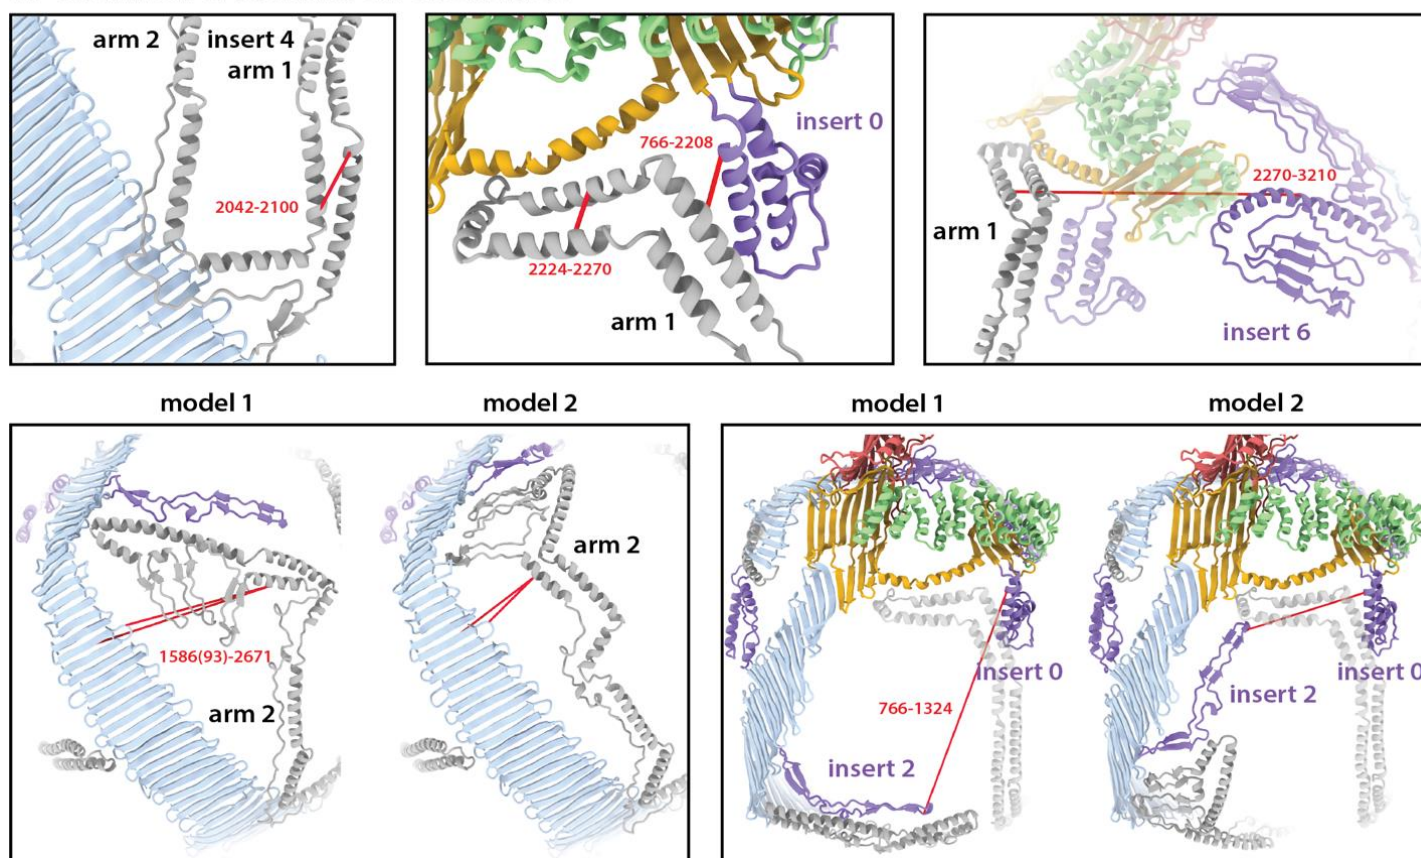 arm 2
insert 4
arm 1
2042-2100
insert 0
766-2208
2224-2270
arm 1
2270-3210
arm 1
insert 6
model 1
model 2
arm 2
1586(93)-2671
arm 2
model 1
model 2
insert 0
766-1324
insert 2
insert 0
insert 2